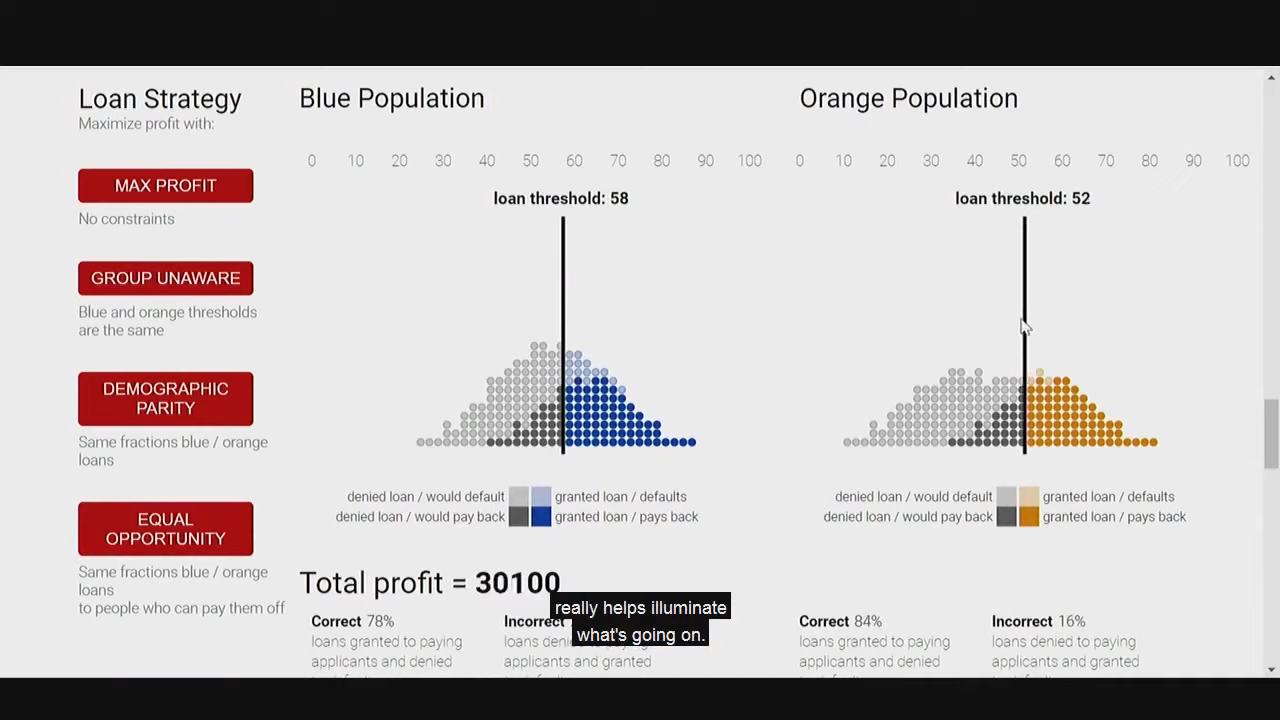 Loan Strategy
Maximize profit with:
MAX PROFIT
No constraints
GROUP UNAWARE
Blue and orange thresholds
are the same
DEMOGRAPHIC
PARITY
Same fractions blue / orange
loans
EQUAL
OPPORTUNITY
Same fractions blue / orange
loans
to people who can pay them off
Blue Population
0 10 20 30 40 50 60 70 80 90 100
loan threshold: 58
denied loan / would default
granted loan / defaults
denied loan / would pay back
granted loan / pays back
Total profit = 30100
Correct 78%
loans granted to paying
applicants and denied
Incorrect
loans denied to paying
applicants and granted
Orange Population
0 10 20 30 40 50 60 70 80 90 100
loan threshold: 52
denied loan / would default
granted loan / defaults
denied loan / would pay back
granted loan / pays back
Correct 84%
loans granted to paying
applicants and denied
Incorrect 16%
loans denied to paying
applicants and granted
really helps illuminate
what's going on.